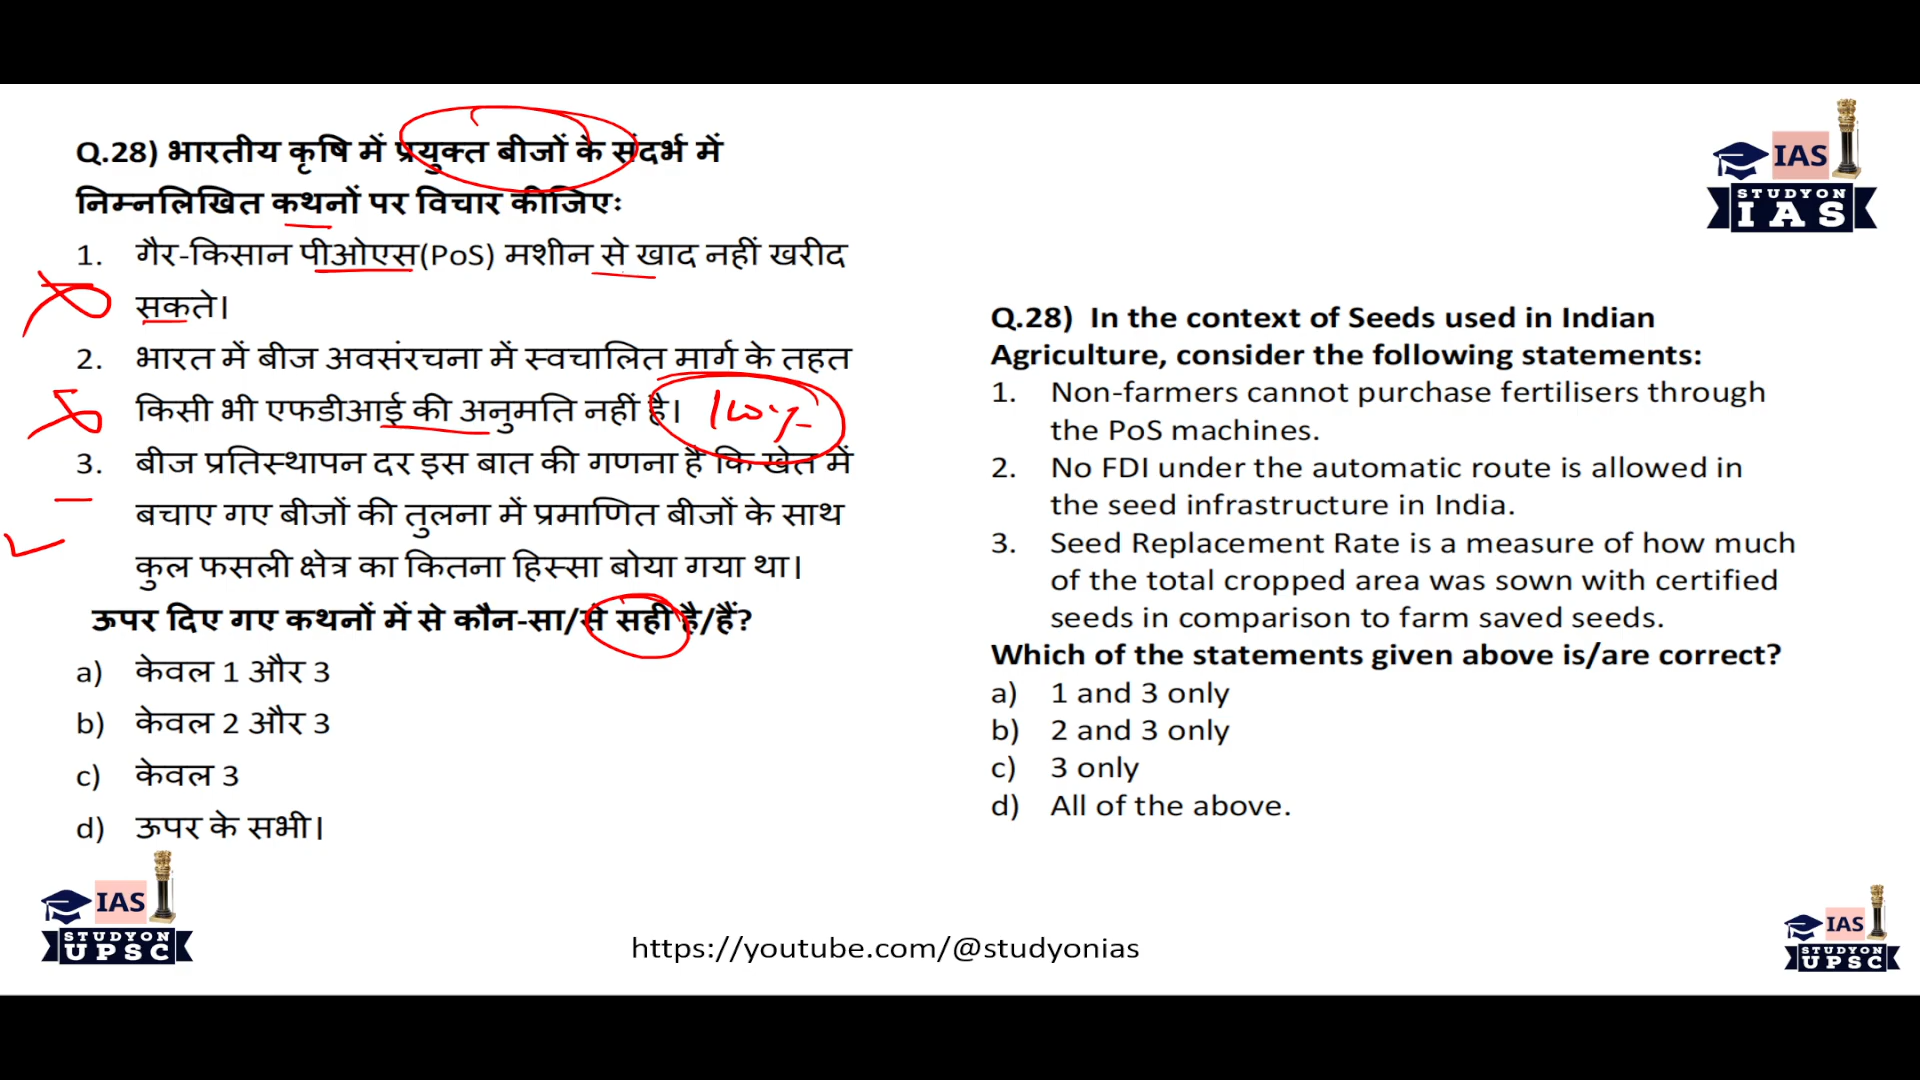 Q.28) भारतीय कृषि में प्रयुक्त बीजों के संदर्भ में
निम्नलिखित कथनों पर विचार कीजिएः
1. गैर-किसान पीओएस(PoS) मशीन से खाद नहीं खरीद
सकते।
2. भारत में बीज अवसंरचना में स्वचालित मार्ग के तहत
किसी भी एफडीआई की अनुमति नहीं है। 100%
3. बीज प्रतिस्थापन दर इस बात की गणना है कि खेत में
बचाए गए बीजों की तुलना में प्रमाणित बीजों के साथ
कुल फसली क्षेत्र का कितना हिस्सा बोया गया था।
ऊपर दिए गए कथनों में से कौन-सा/से सही है/हैं?
a) केवल 1 और 3
b) केवल 2 और 3
c) केवल 3
d) ऊपर के सभी।
IAS
STUDYON
UPSC
IAS
STUDYON
IAS
Q.28) In the context of Seeds used in Indian
Agriculture, consider the following statements:
1. Non-farmers cannot purchase fertilisers through
the PoS machines.
2. No FDI under the automatic route is allowed in
the seed infrastructure in India.
3. Seed Replacement Rate is a measure of how much
of the total cropped area was sown with certified
seeds in comparison to farm saved seeds.
Which of the statements given above is/are correct?
a) 1 and 3 only
b) 2 and 3 only
c) 3 only
d) All of the above.
https://youtube.com/@studyonias
IAS
STUDYON
UPSC